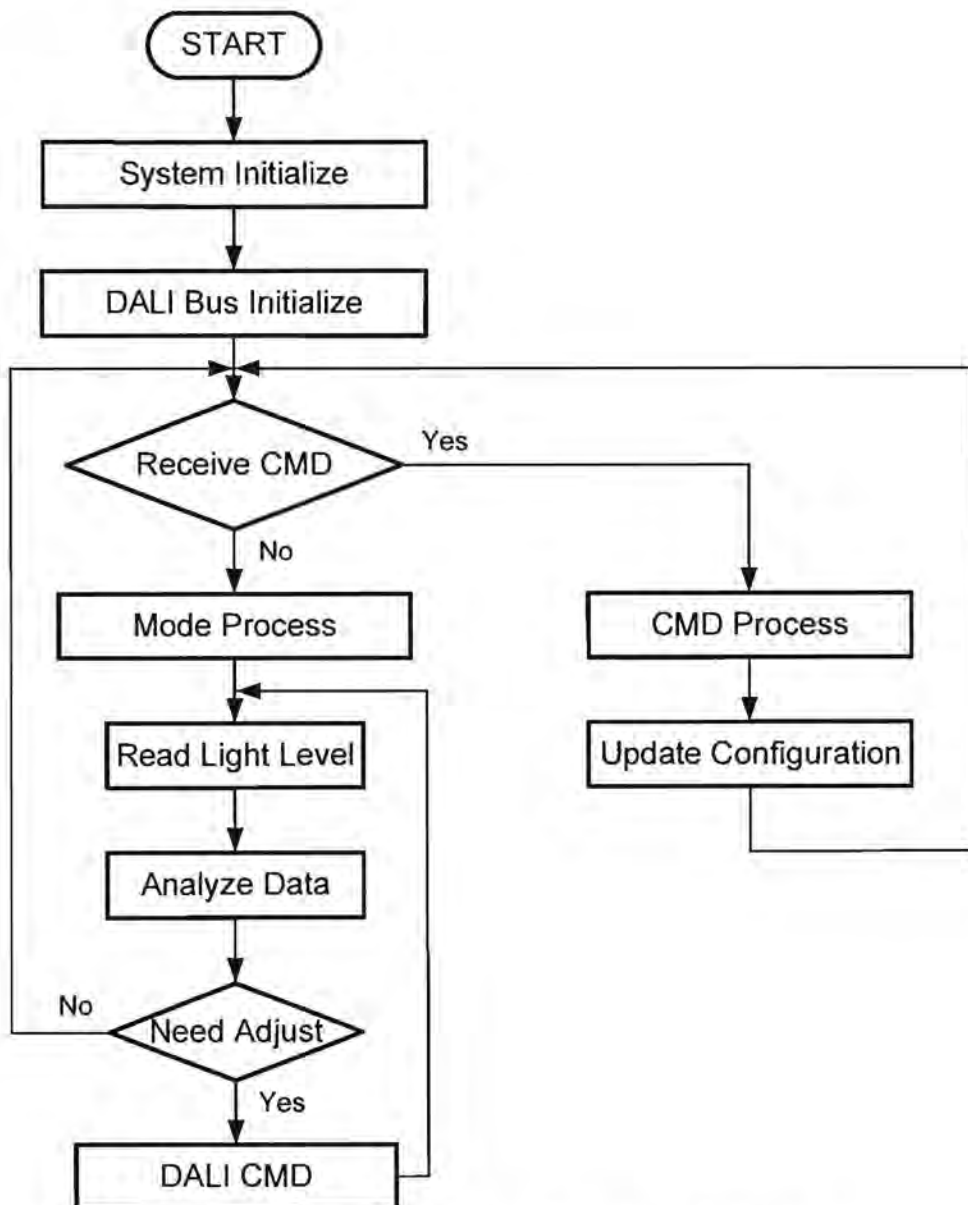 START
System Initialize
DALI Bus Initialize
Receive CMD
Yes
No
Mode Process
CMD Process
Read Light Level
Update Configuration
Analyze Data
No
Need Adjust
Yes
DALI CMD